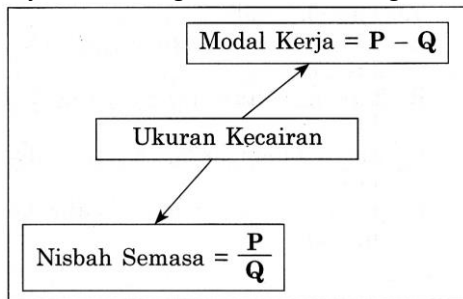 Modal Kerja = P – Q
Ukuran Kecairan
Nisbah Semasa = P/Q